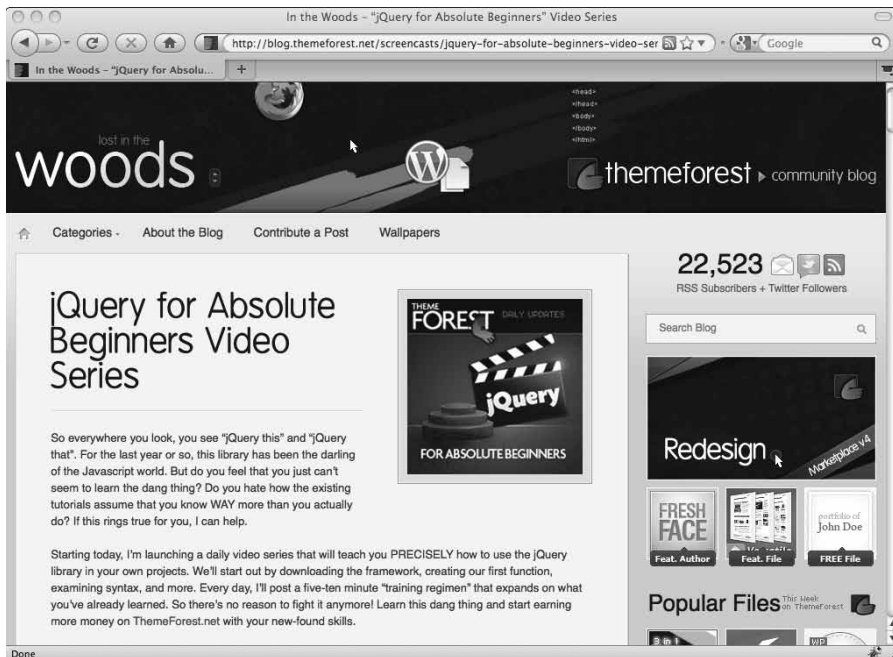 In the Woods – “jQuery for Absolute Beginners” Video Series
http://blog.themeforest.net/screencasts/jquery-for-absolute-beginners-video-ser
Google
In the Woods – “jQuery for Absolu...
+
<head>
</head>
<body>
</body>
</html>
lost in the
woods
themeforest
community blog
Categories
About the Blog
Contribute a Post
Wallpapers
jQuery for Absolute
Beginners Video
Series
THEME
FOREST
DAILY UPDATES
jQuery
FOR ABSOLUTE BEGINNERS
So everywhere you look, you see “jQuery this” and “jQuery
that”. For the last year or so, this library has been the darling
of the Javascript world. But do you feel that you just can’t
seem to learn the dang thing? Do you hate how the existing
tutorials assume that you know WAY more than you actually
do? If this rings true for you, I can help.
Starting today, I’m launching a daily video series that will teach you PRECISELY how to use the jQuery
library in your own projects. We’ll start out by downloading the framework, creating our first function,
examining syntax, and more. Every day, I’ll post a five-ten minute “training regimen” that expands on what
you’ve already learned. So there’s no reason to fight it anymore! Learn this dang thing and start earning
more money on ThemeForest.net with your new-found skills.
22,523
RSS Subscribers + Twitter Followers
Search Blog
Redesign
Marketplace v4
FRESH
FACE
Feat. Author
Feat. File
portfolio of
John Doe
FREE File
Popular Files
This Week
on ThemeForest
3 in 1
WP
Done